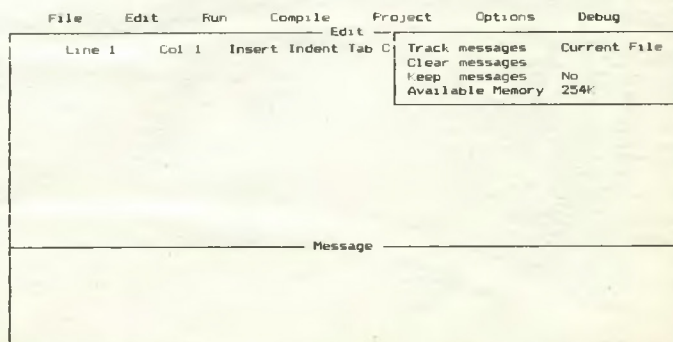 File Edit Run Compile Project Options Debug
Edit
Line 1 Col 1 Insert Indent Tab C
Track messages Current File
Clear messages
Keep messages No
Available Memory 254K
Message